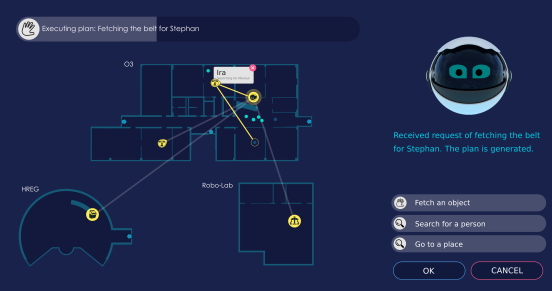 Executing plan: Fetching the belt for Stephan
O3
Ira
HREG
Robo-Lab
Received request of fetching the belt
for Stephan. The plan is generated.
Fetch an object
Search for a person
Go to a place
OK
CANCEL